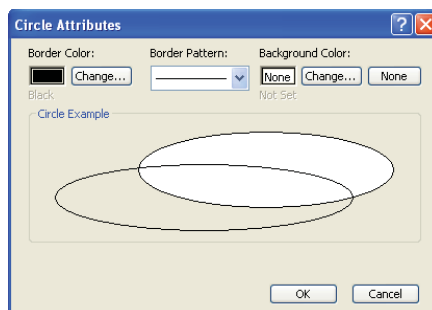 Circle Attributes
Border Color: Border Pattern: Background Color:
Change... None Change... None
Black Not Set
Circle Example
OK Cancel